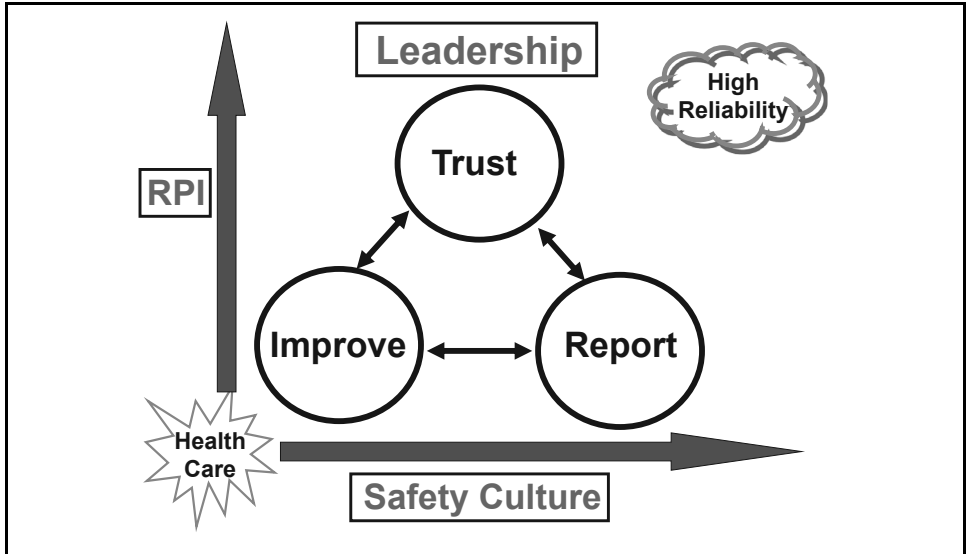 Leadership
High
Reliability
Trust
RPI
Improve
Report
Health
Care
Safety Culture